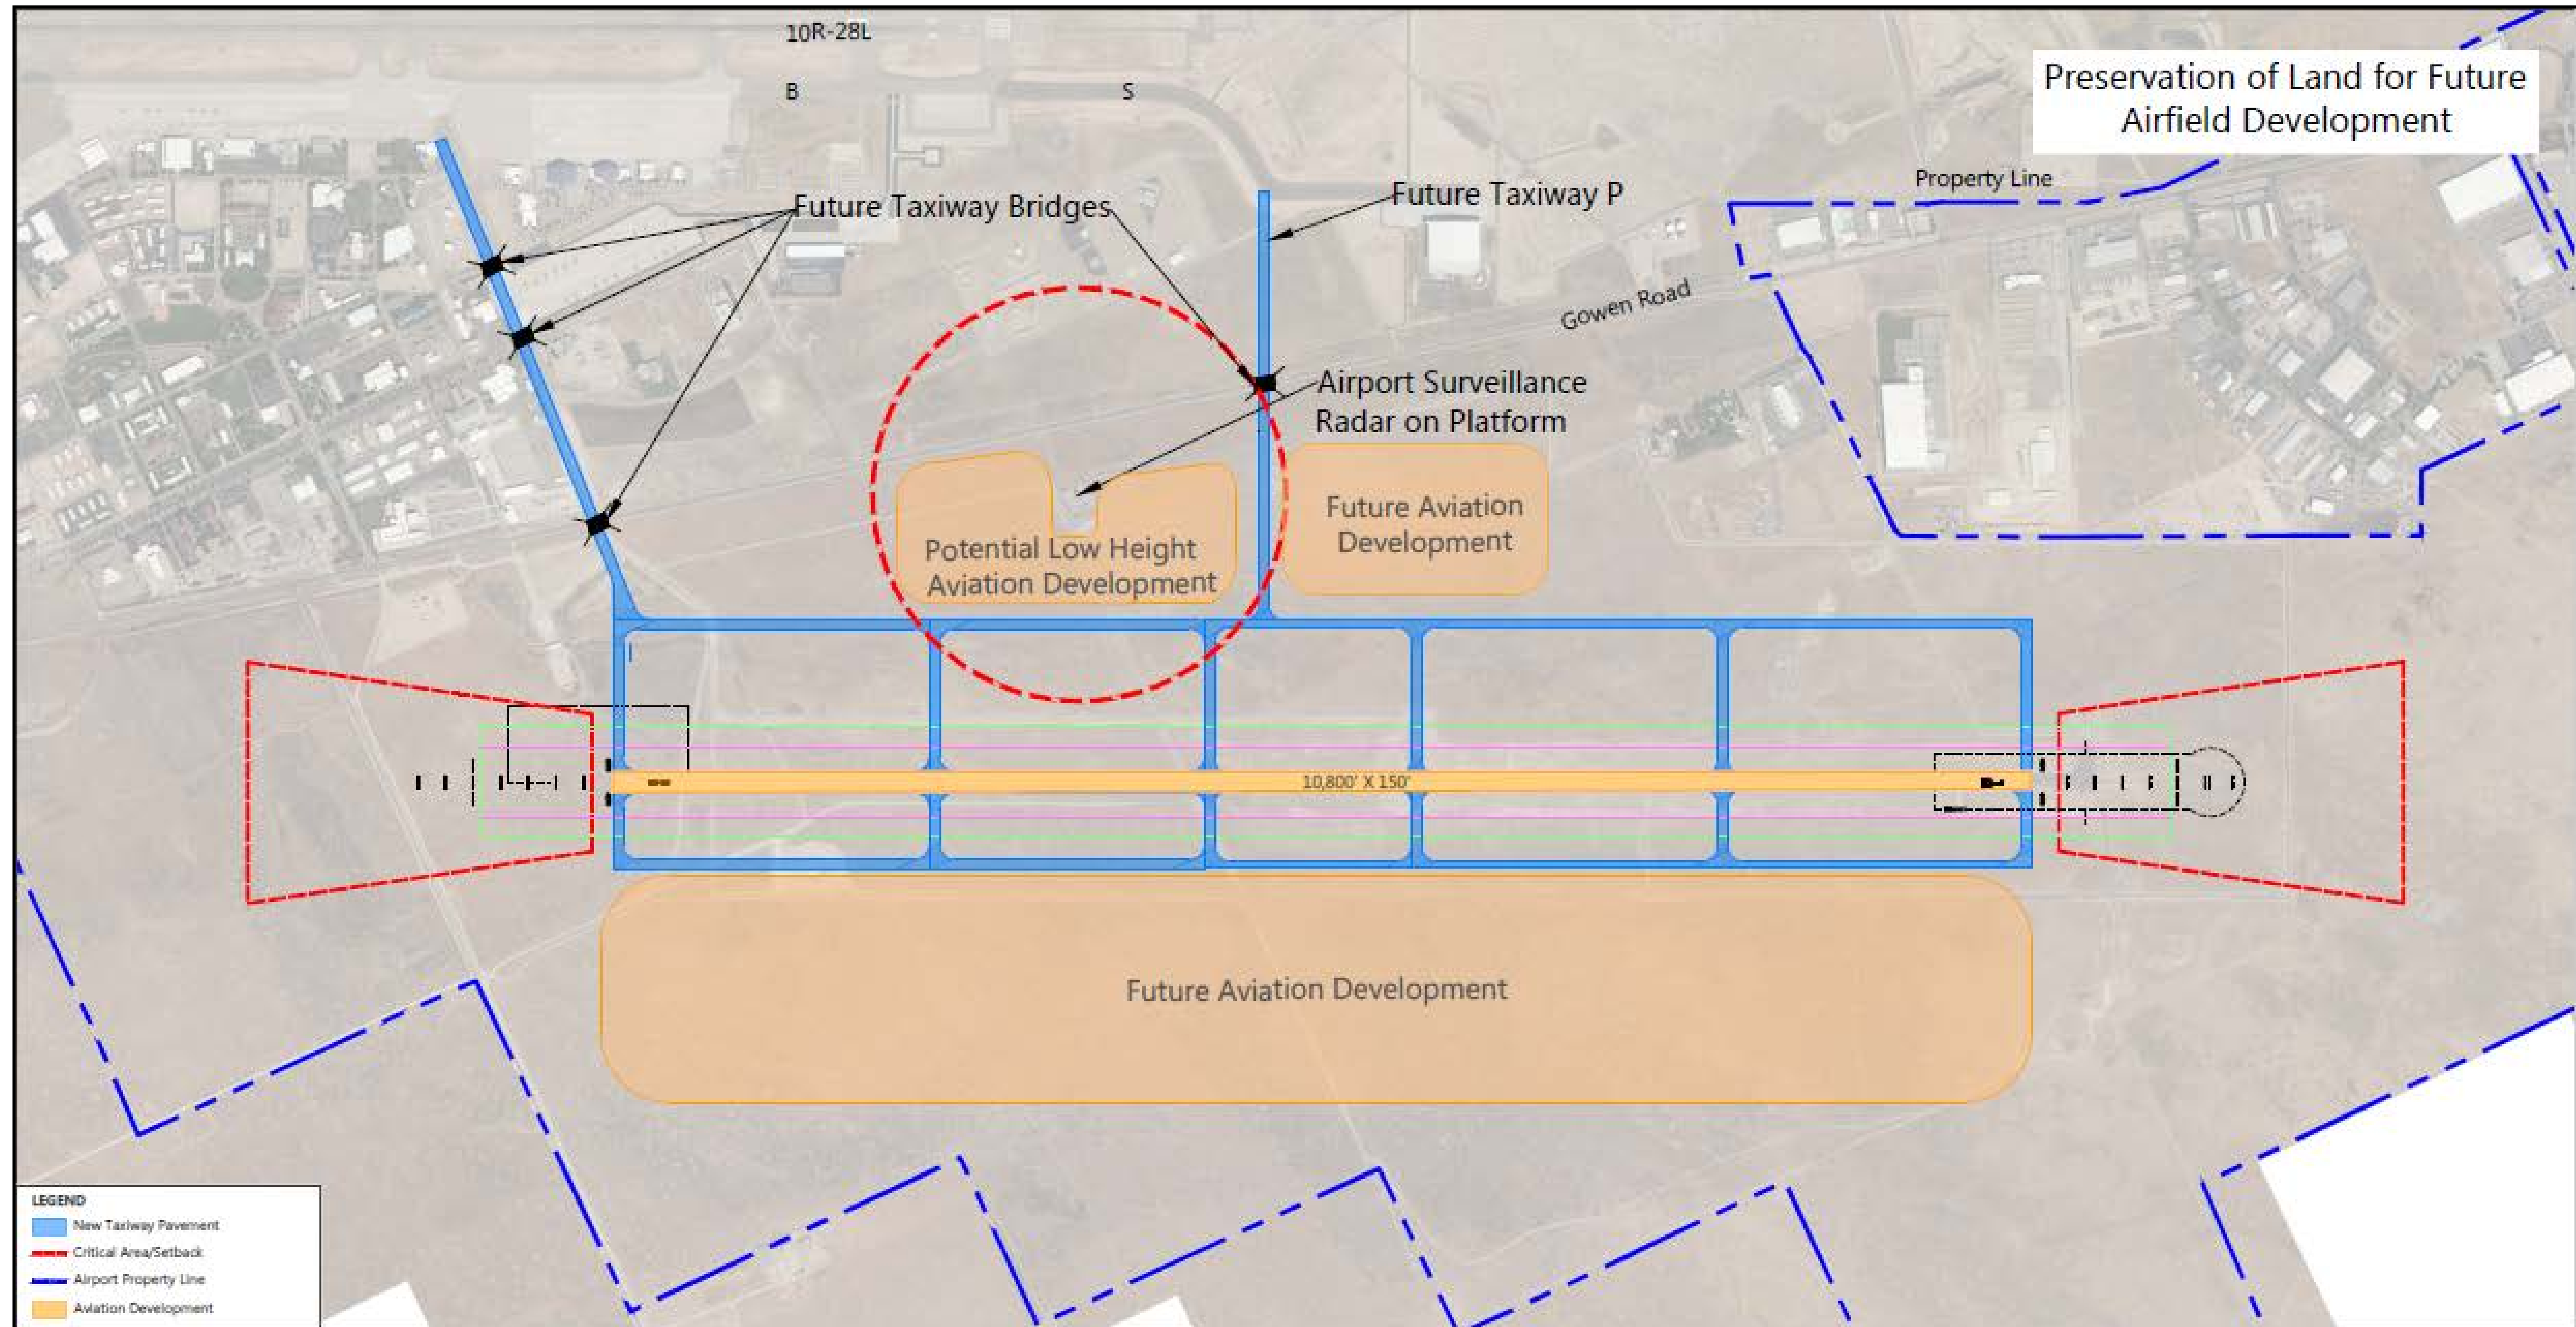 10R-28L
B
S
Preservation of Land for Future
Airfield Development
Property Line
Future Taxiway Bridges
Future Taxiway P
Gowen Road
Airport Surveillance
Radar on Platform
Future Aviation
Development
Potential Low Height
Aviation Development
10,800' X 150'
Future Aviation Development
LEGEND
New Taxiway Pavement
Critical Area/Setback
Airport Property Line
Aviation Development